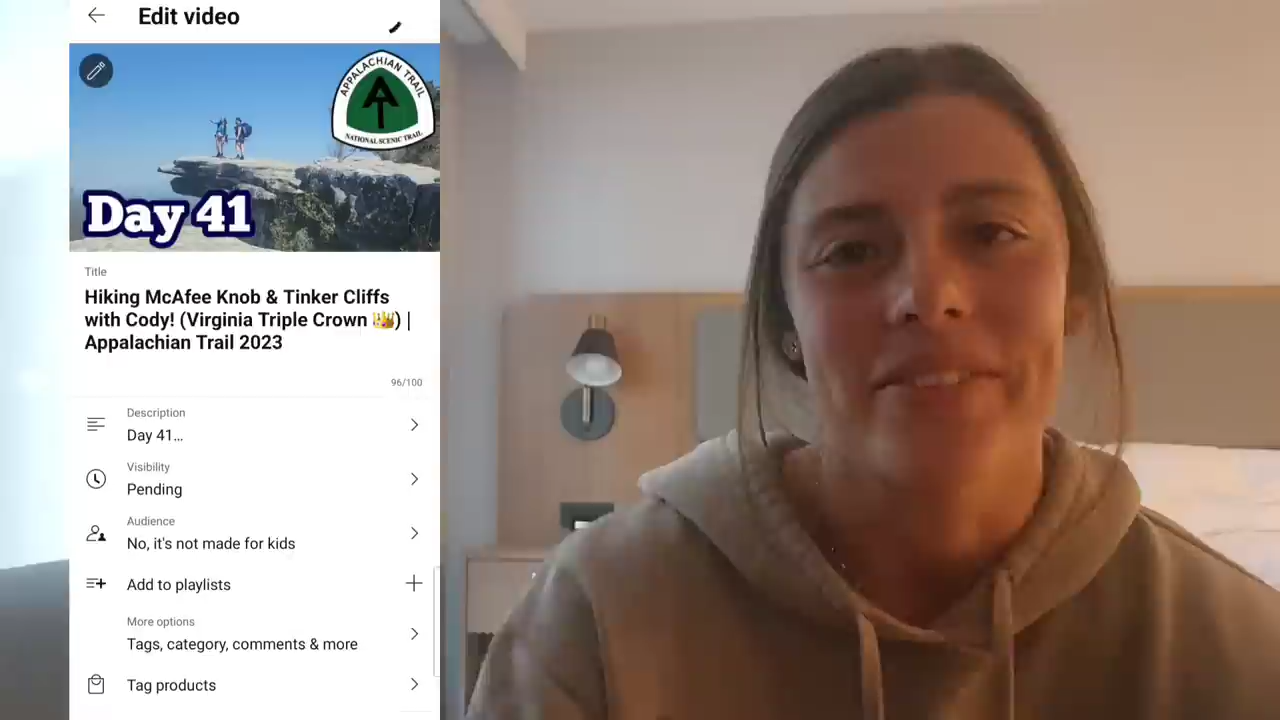 Edit video
APPALACHIAN TRAIL
NATIONAL SCENIC TRAIL
Day 41
Title
Hiking McAfee Knob & Tinker Cliffs
with Cody! (Virginia Triple Crown 👑) |
Appalachian Trail 2023
96/100
Description
Day 41...
Visibility
Pending
Audience
No, it's not made for kids
Add to playlists
More options
Tags, category, comments & more
Tag products